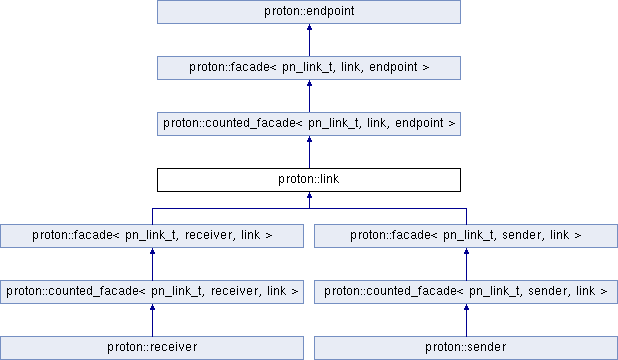 proton::endpoint
proton::facade< pn_link_t, link, endpoint >
proton::counted_facade< pn_link_t, link, endpoint >
proton::link
proton::facade< pn_link_t, receiver, link >
proton::facade< pn_link_t, sender, link >
proton::counted_facade< pn_link_t, receiver, link >
proton::counted_facade< pn_link_t, sender, link >
proton::receiver
proton::sender